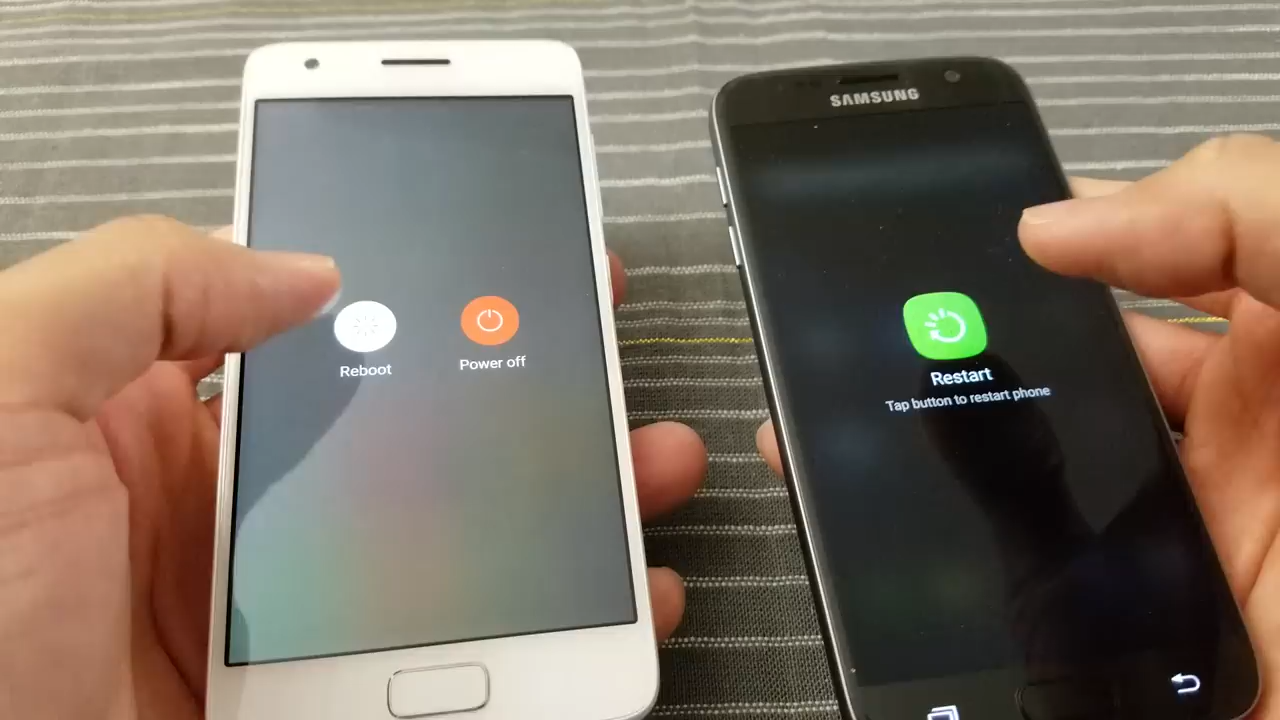 Reboot
Power off
SAMSUNG
Restart
Tap button to restart phone